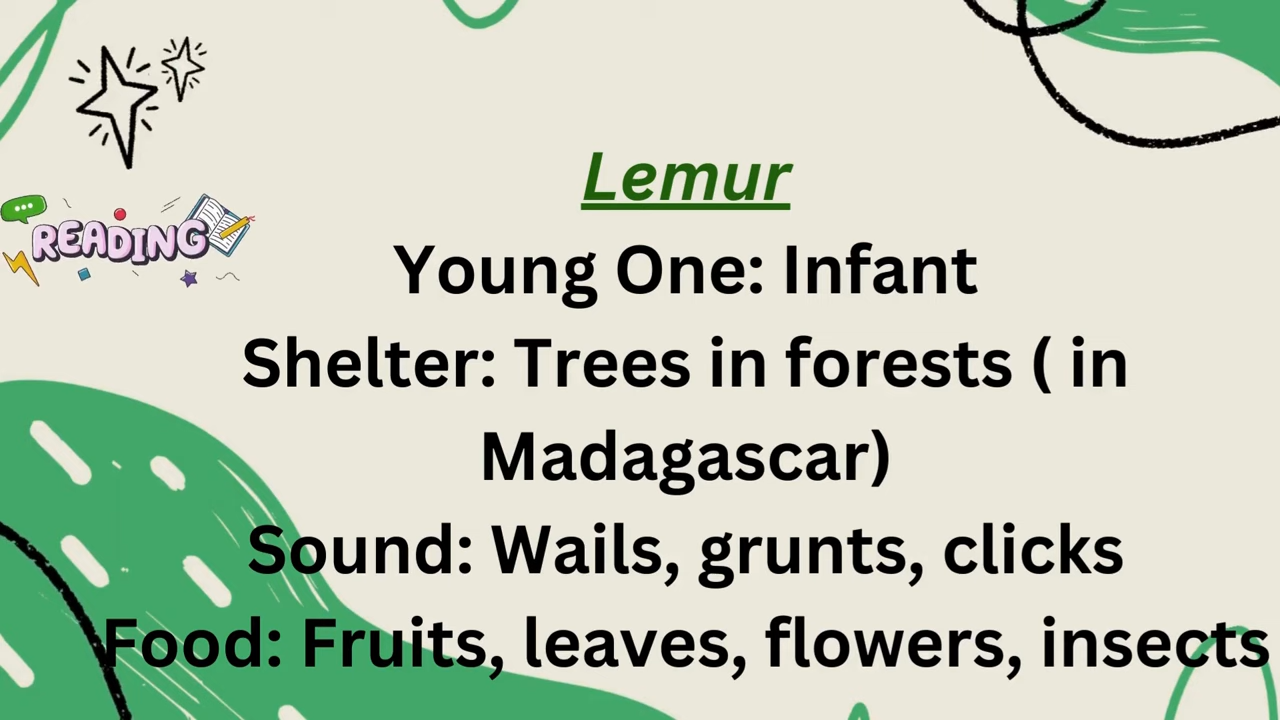 Lemur
READING
Young One: Infant
Shelter: Trees in forests ( in
Madagascar)
Sound: Wails, grunts, clicks
Food: Fruits, leaves, flowers, insects